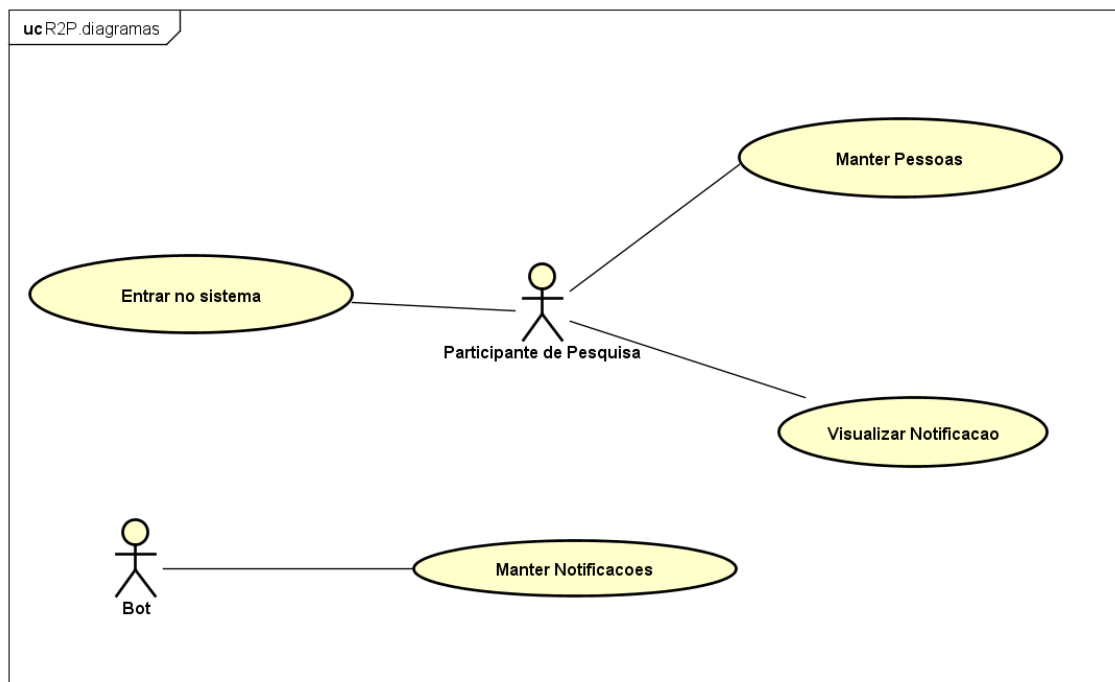 uc R2P.diagramas
Manter Pessoas
Entrar no sistema
Participante de Pesquisa
Visualizar Notificacao
Manter Notificacoes
Bot